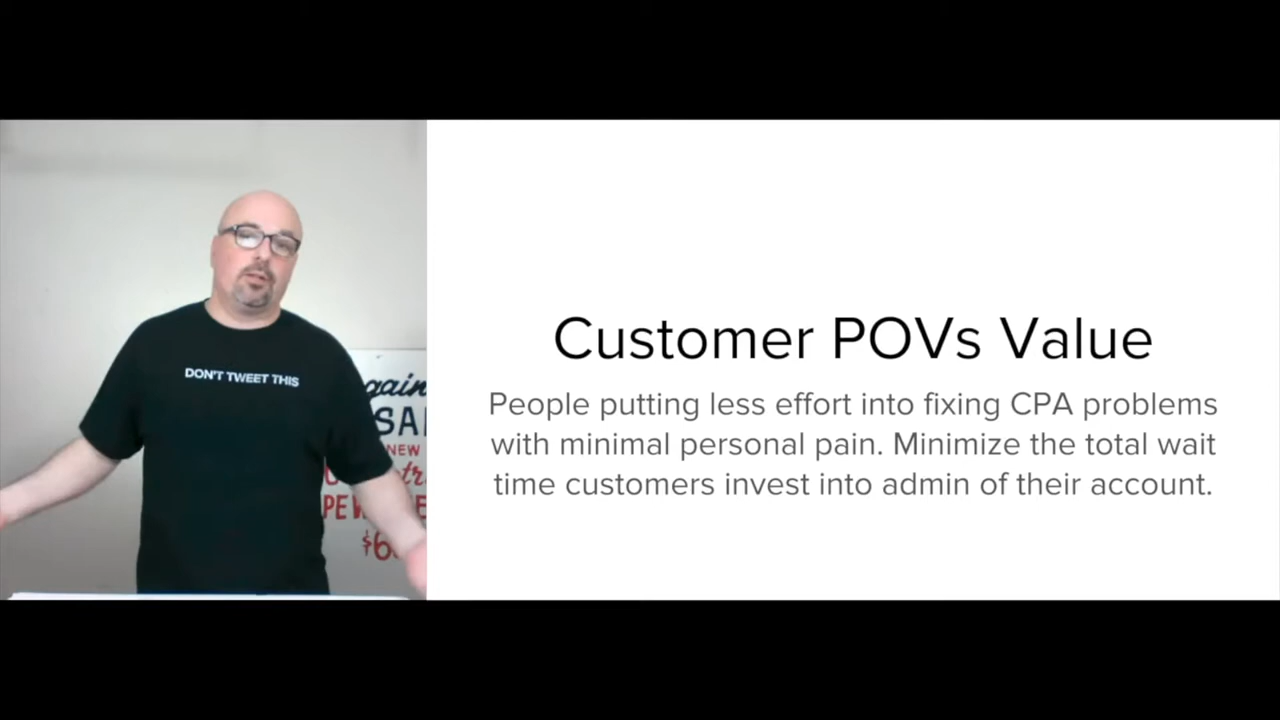 DON'T TWEET THIS
NEW
Customer POVs Value
People putting less effort into fixing CPA problems
with minimal personal pain. Minimize the total wait
time customers invest into admin of their account.